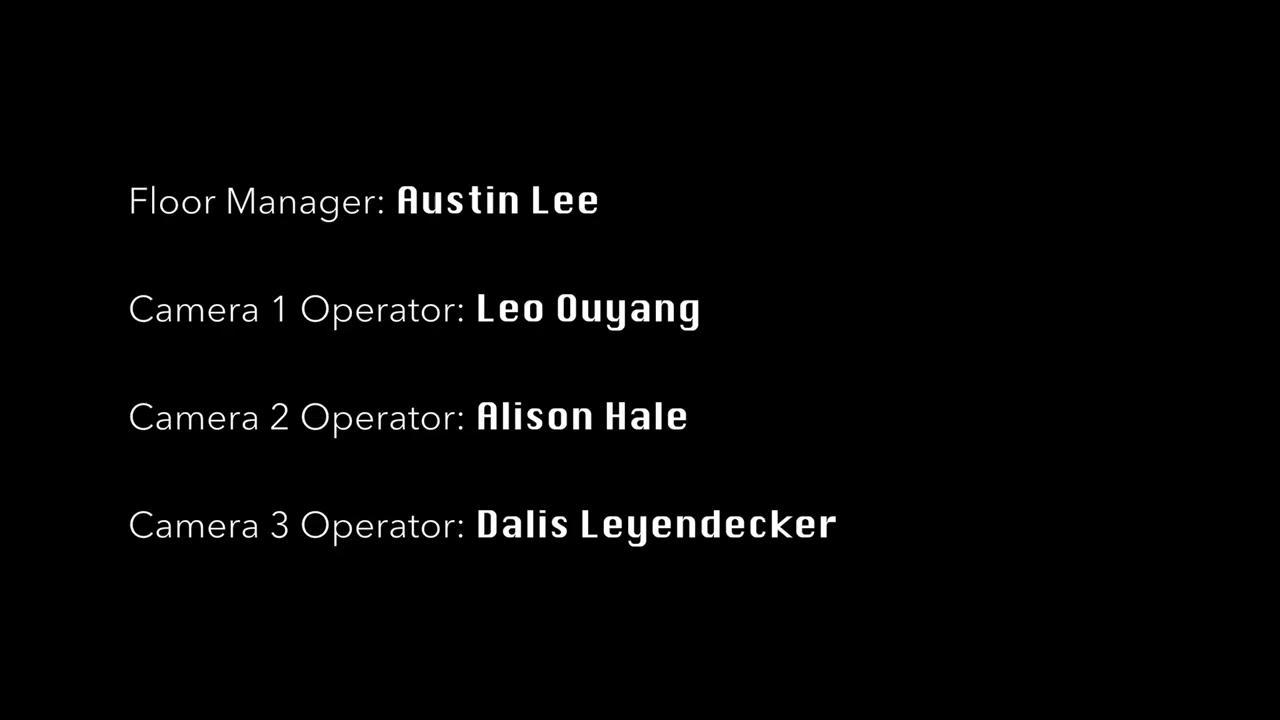 Floor Manager: Austin Lee
Camera 1 Operator: Leo Ouyang
Camera 2 Operator: Alison Hale
Camera 3 Operator: Dalis Leyendecker